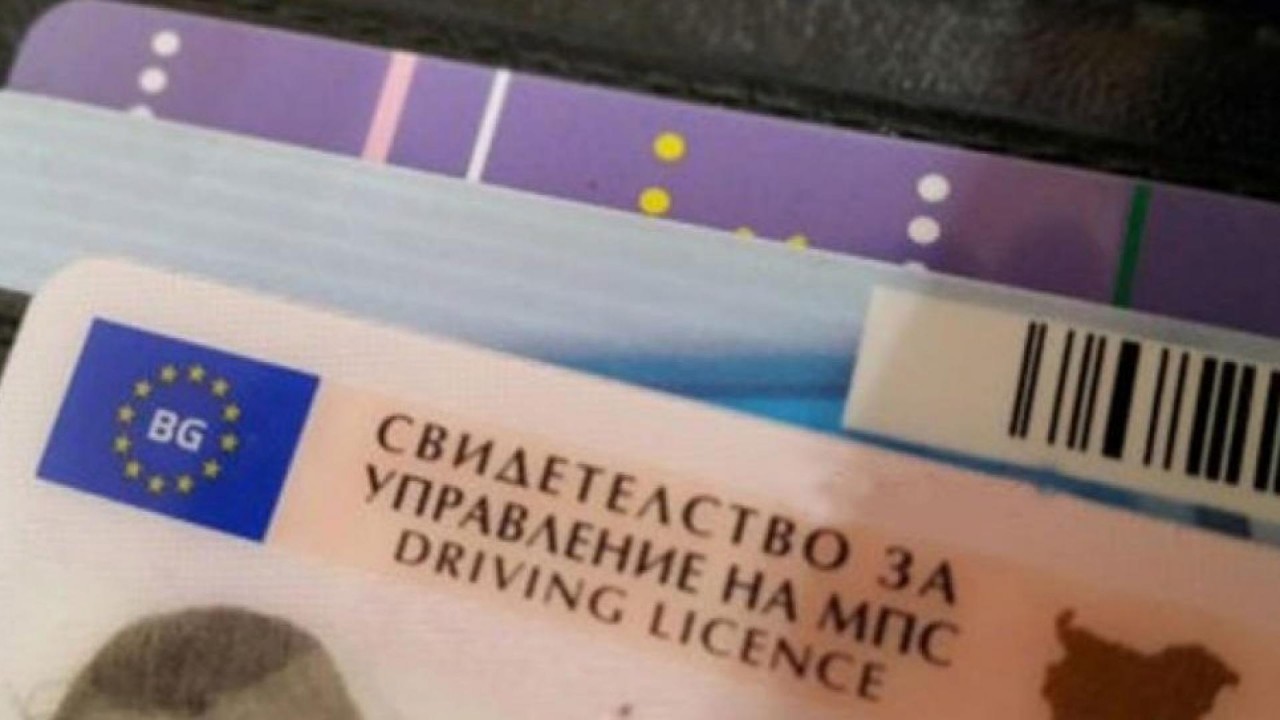 BG
СВИДЕТЕЛСТВО ЗА
УПРАВЛЕНИЕ НА МПС
DRIVING LICENCE